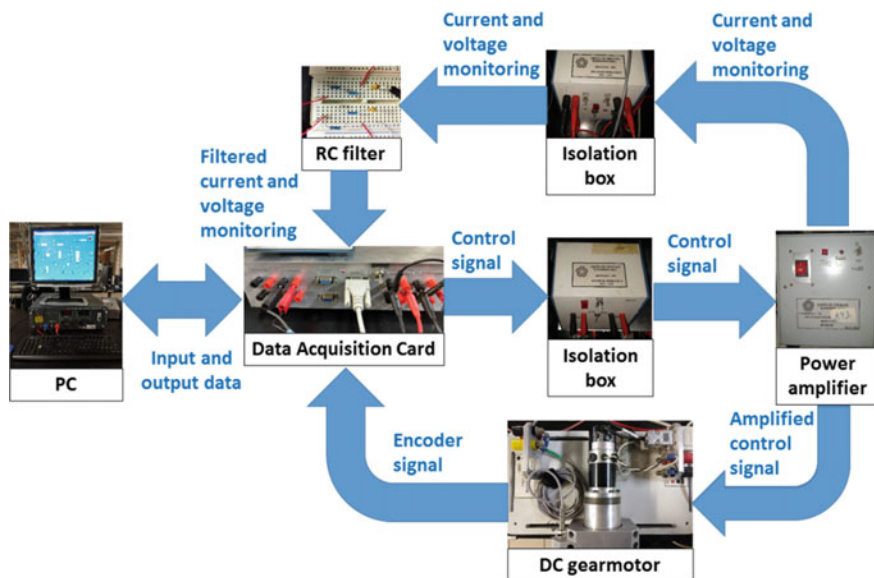 Current and
voltage
monitoring
Current and
voltage
monitoring
RC filter
Isolation
box
Filtered
current and
voltage
monitoring
Control
signal
Control
signal
PC
Input and
output data
Data Acquisition Card
Isolation
box
Power
amplifier
Encoder
signal
Amplified
control
signal
DC gearmotor